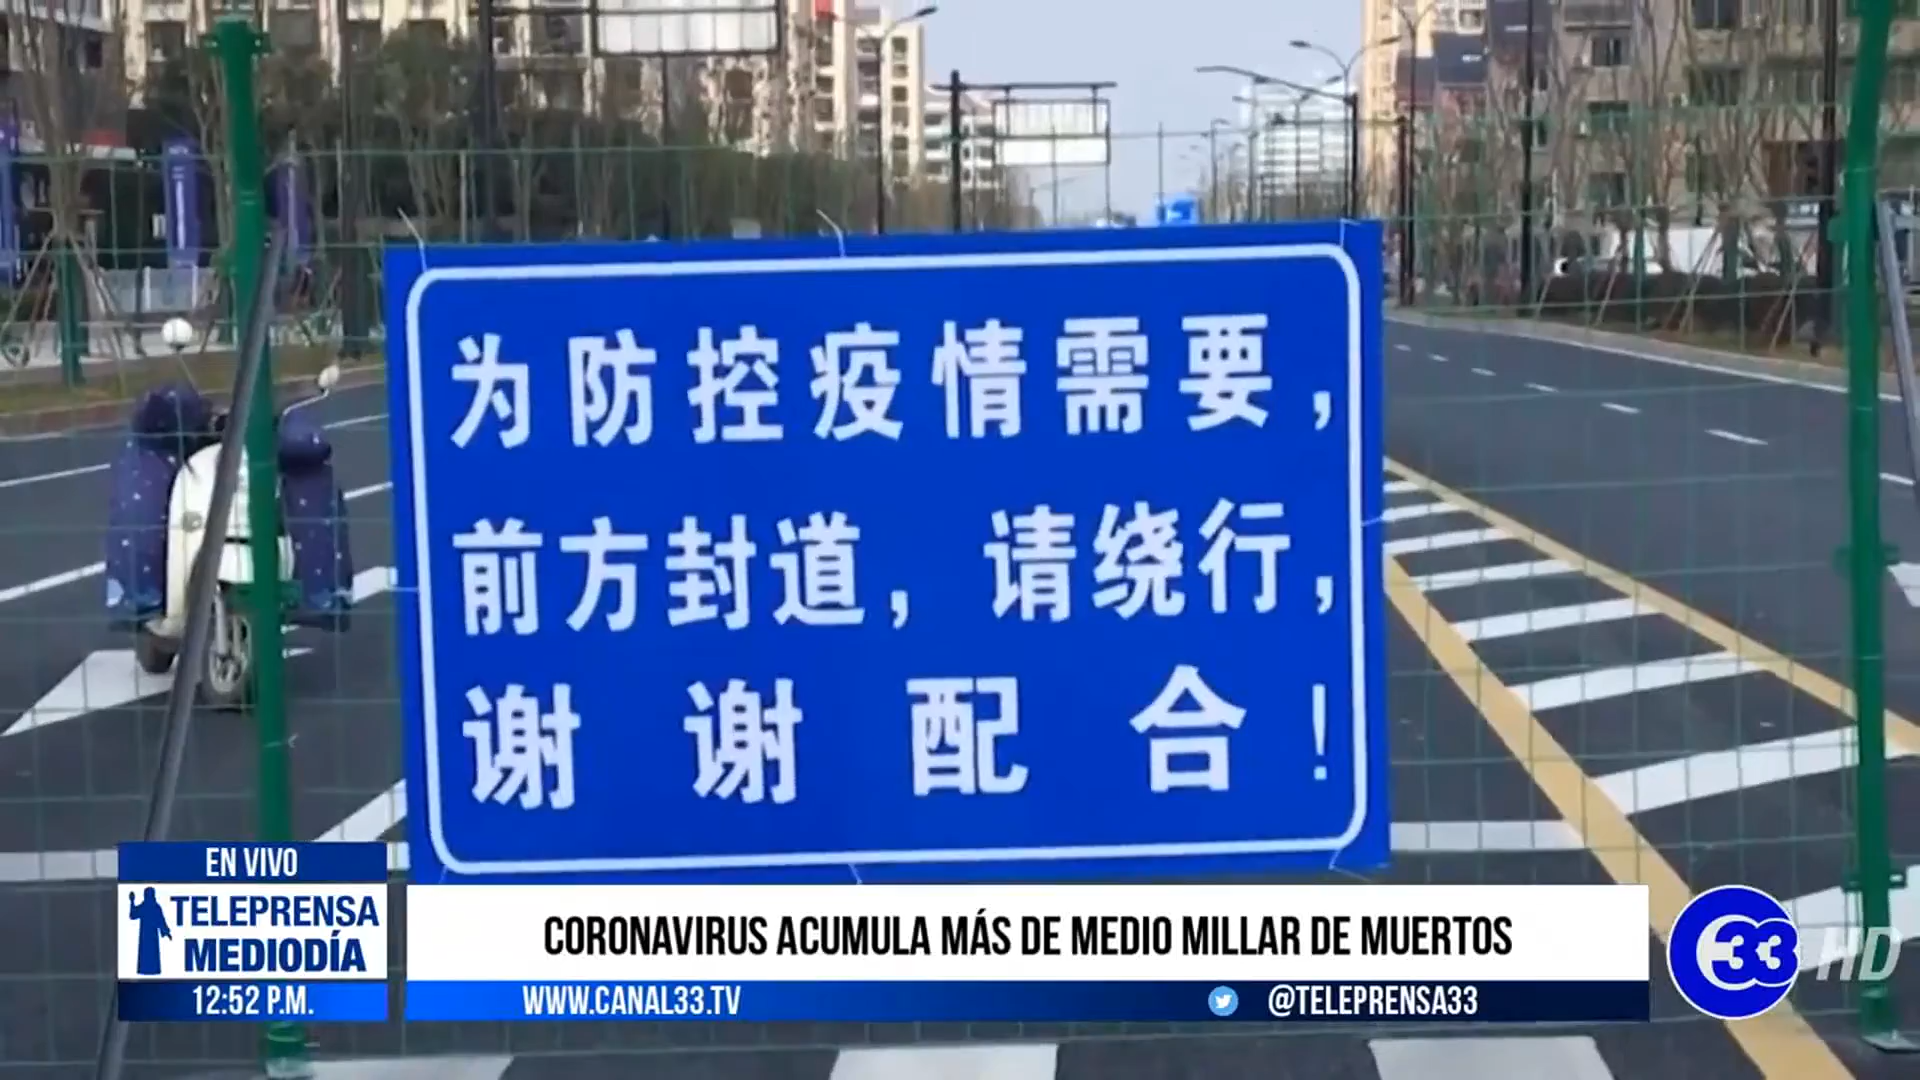 为防控疫情需要，
前方封道，请绕行，
谢谢配合！
EN VIVO
TELEPRENSA
MEDIODÍA
12:52 P.M.
CORONAVIRUS ACUMULA MÁS DE MEDIO MILLAR DE MUERTOS
WWW.CANAL33.TV
@TELEPRENSA33
33 HD